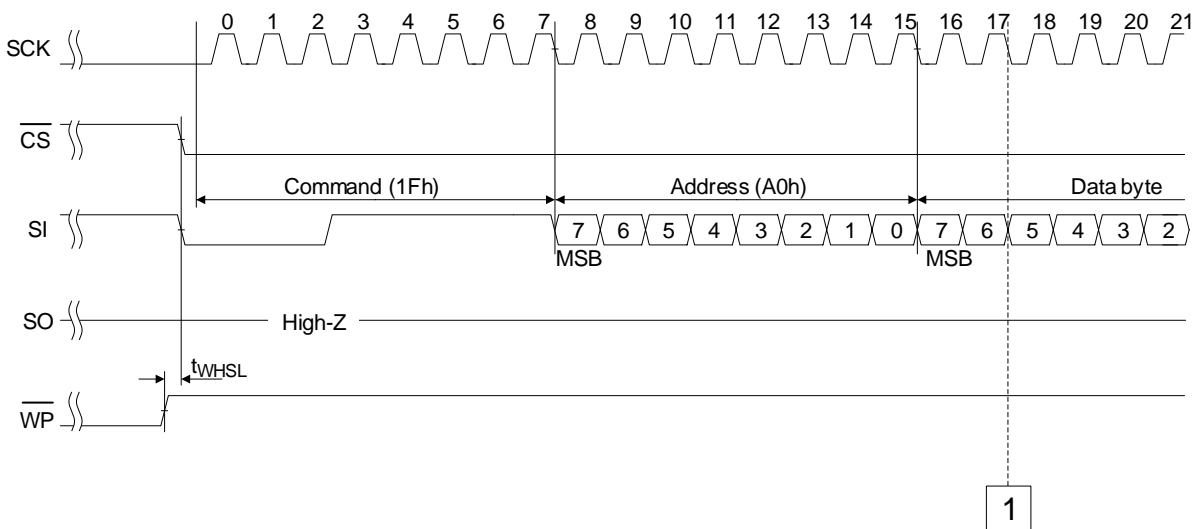 0 1 2 3 4 5 6 7 8 9 10 11 12 13 14 15 16 17 18 19 20 21
SCK
CS
Command (1Fh) Address (A0h) Data byte
SI 7 6 5 4 3 2 1 0 7 6 5 4 3 2
MSB MSB
SO High-Z
tWHSL
WP
1